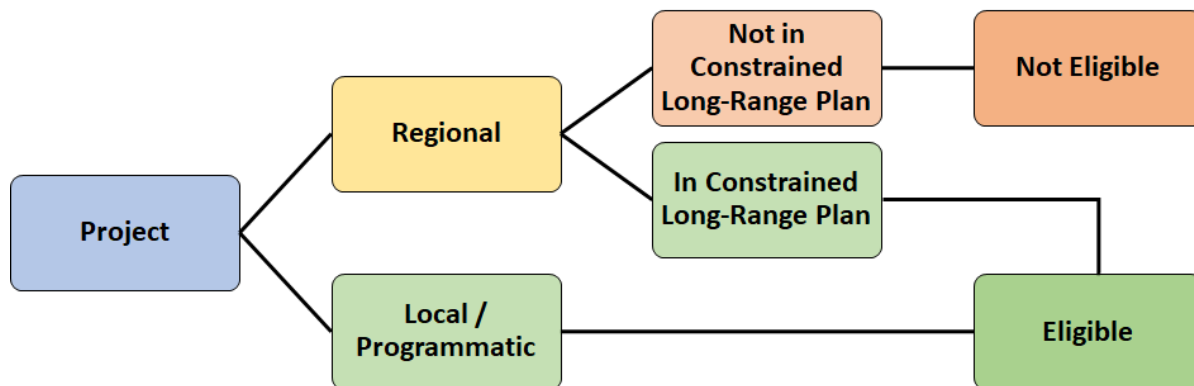 Not in
Constrained
Long-Range Plan
Not Eligible
Regional
In Constrained
Long-Range Plan
Project
Local /
Programmatic
Eligible